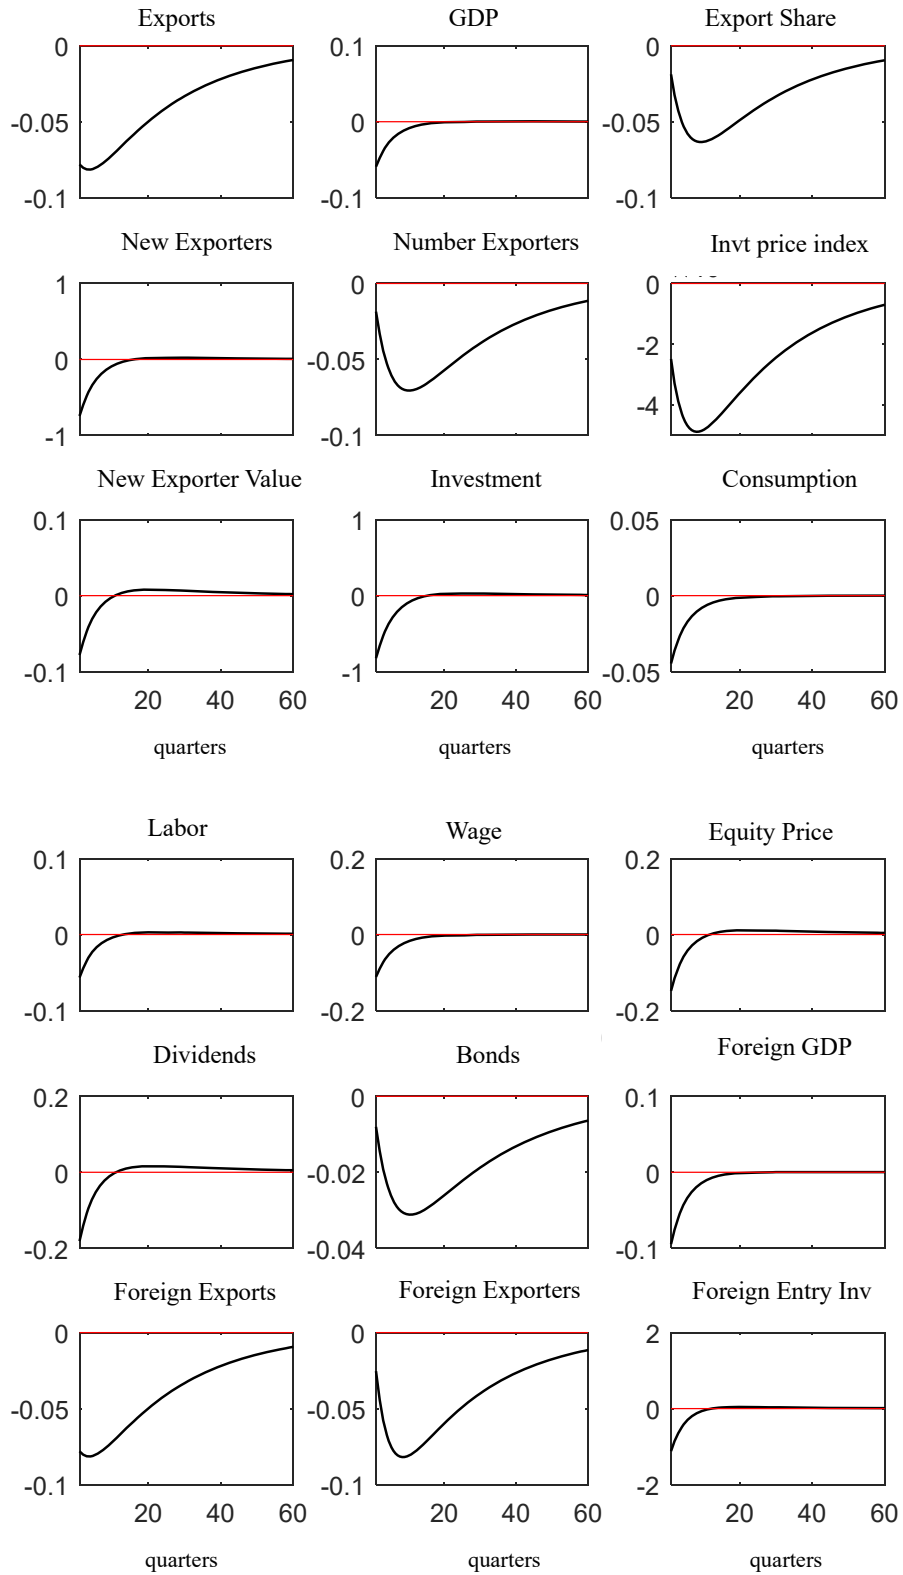 Exports GDP Export Share
0 0.1 0
-0.05 0 -0.05
-0.1 -0.1 -0.1
New Exporters Number Exporters Invt price index
1 0 0
0 -0.05 -2
-1 -0.1 -4
New Exporter Value Investment Consumption
0.1 1 0.05
0 0 0
-0.1 -1 -0.05
20 40 60 20 40 60 20 40 60
quarters quarters quarters
Labor Wage Equity Price
0.1 0.2 0.2
0 0 0
-0.1 -0.2 -0.2
Dividends Bonds Foreign GDP
0.2 0 0.1
0 -0.02 0
-0.2 -0.04 -0.1
Foreign Exports Foreign Exporters Foreign Entry Inv
0 0 2
-0.05 -0.05 0
-0.1 -0.1 -2
20 40 60 20 40 60 20 40 60
quarters quarters quarters